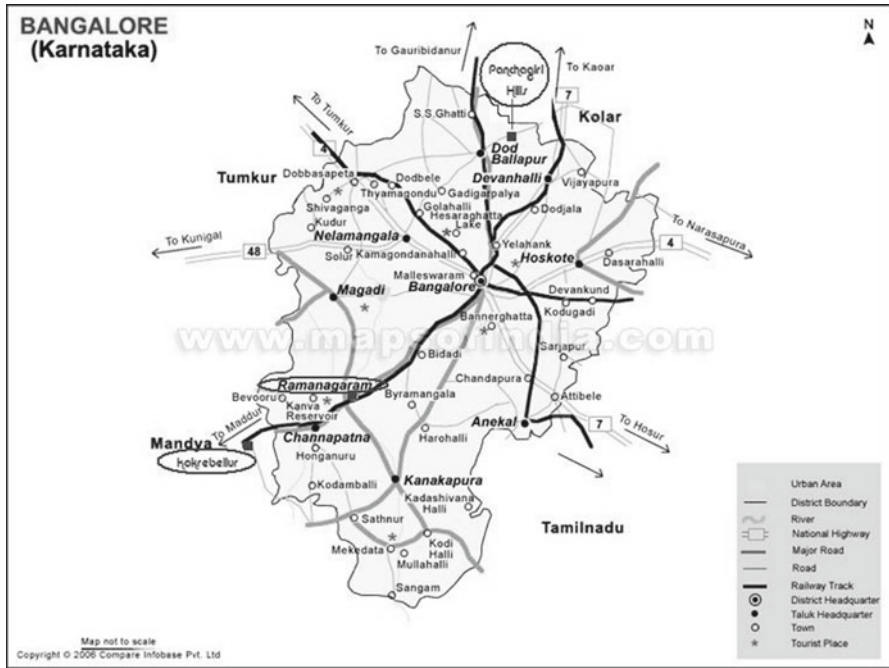 BANGALORE
(Karnataka)
N
To Gauribidanur
Panchagiri
Hills
To Kaoar
7
Kolar
To Tumkur
4
S.S.Ghatti
Dod
Ballapur
Tumkur
Dobbasapeta
Dodbele
Devanhalli
Vijayapura
Thyamagondu
Gadigarpalya
Shivaganga
Golahalli
Dodjala
Kudur
Hesaraghatta
Lake
To Narasapura
To Kunigal
Nelamangala
Yelahank
4
48
Solur
Kamagondanahalli
Hoskote
Dasarahalli
Malleswaram
Bangalore
Devankund
Magadi
Kodugadi
Bannerghatta
www.mapsofindia.com
Bidadi
Sarjapur
Chandapura
Ramanagaram
Bevooru
Kanva
Reservoir
Byramangala
Attibele
To Maddur
Anekal
7
To Hosur
Mandya
Channapatna
Harohalli
Kokrebellur
Honganuru
Kodamballi
Kanakapura
Kadashivana
Halli
Sathnur
Tamilnadu
Mekedata
Kodi
Halli
Mullahalli
Sangam
Urban Area
District Boundary
River
National Highway
Major Road
Road
Railway Track
District Headquarter
Taluk Headquarter
Town
Tourist Place
Map not to scale
Copyright © 2006 Compare Infobase Pvt. Ltd